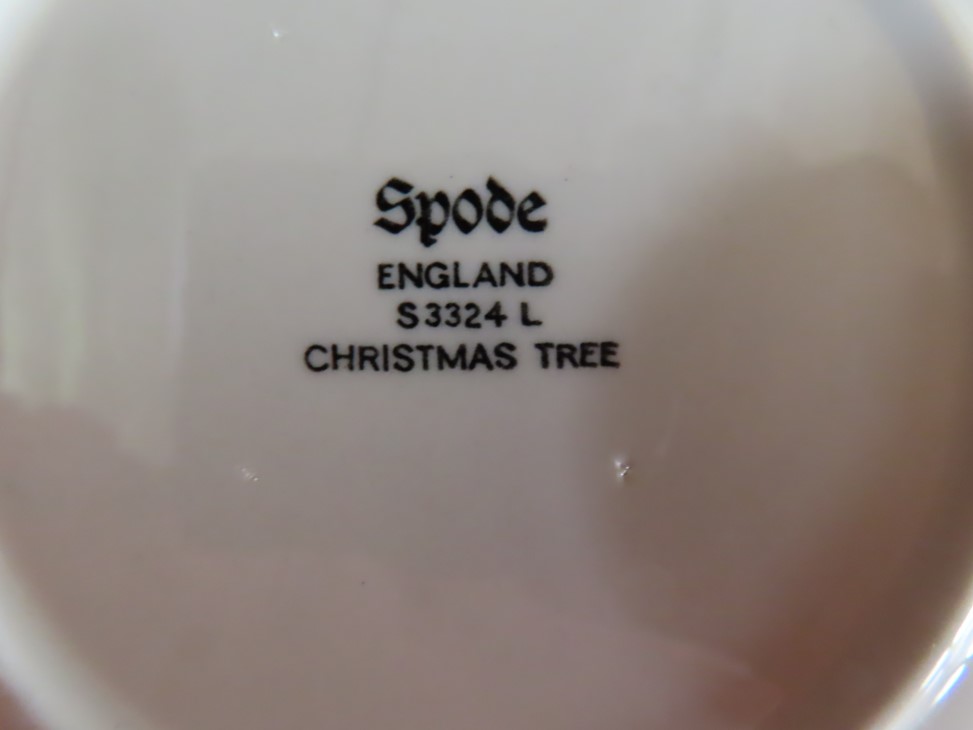 Spode
ENGLAND
S3324 L
CHRISTMAS TREE